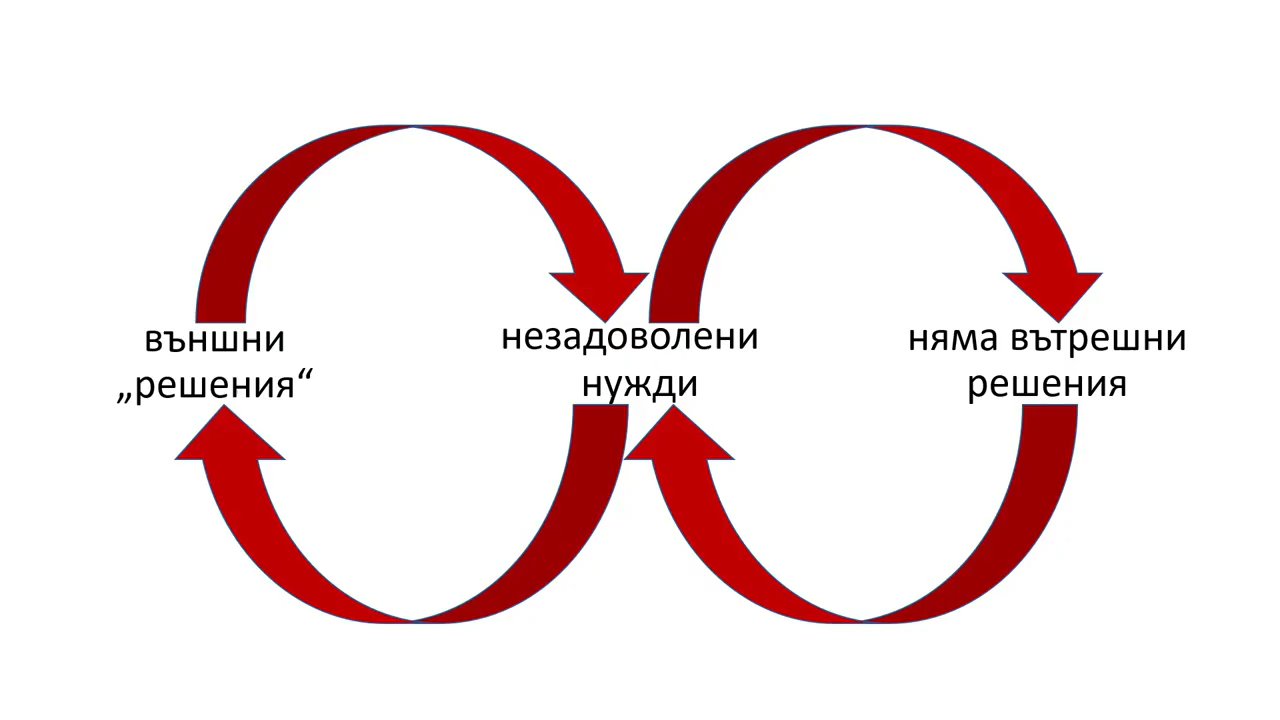 външни
„решения“
незадоволени
нужди
няма вътрешни
решения